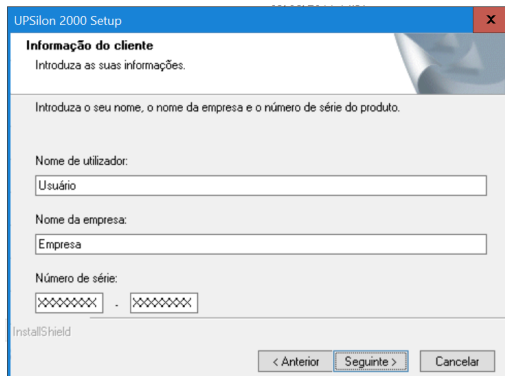 UPSilon 2000 Setup
X
Informação do cliente
Introduza as suas informações.
Introduza o seu nome, o nome da empresa e o número de série do produto.
Nome de utilizador:
Usuário
Nome da empresa:
Empresa
Número de série:
XXXXXXX - XXXXXXX
InstallShield
< Anterior Seguinte > Cancelar